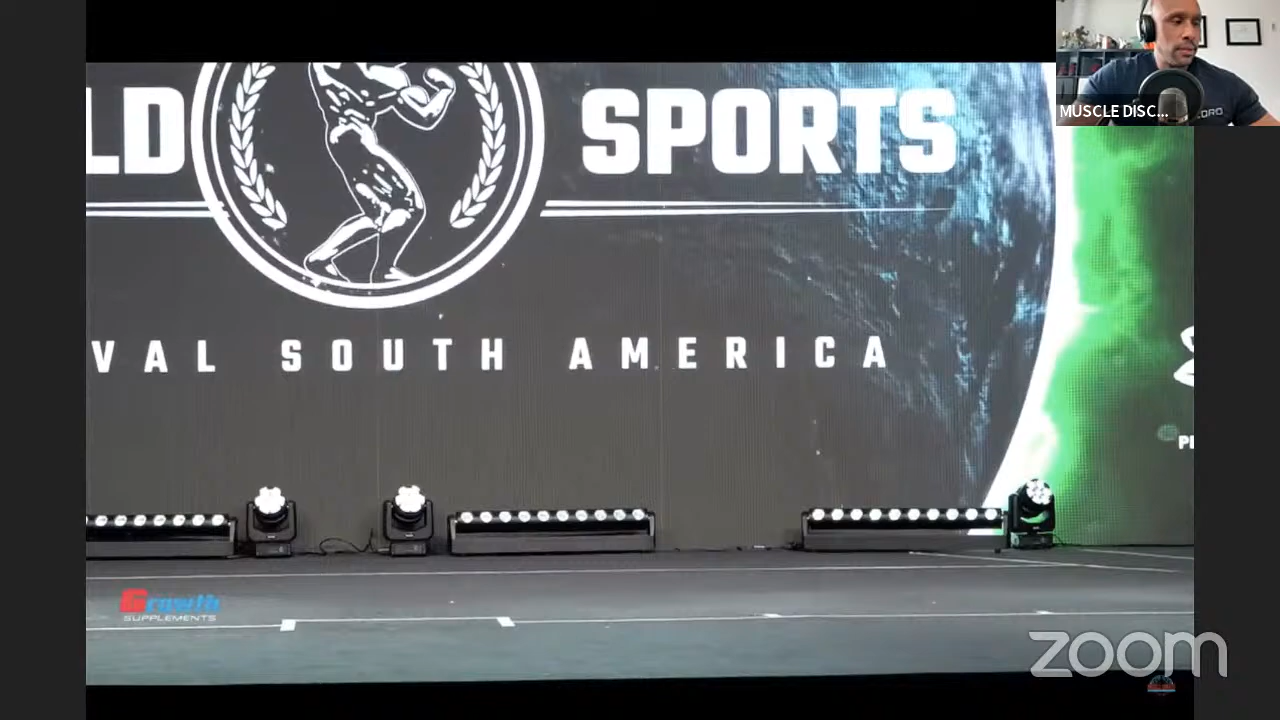 LD SPORTS
VAL SOUTH AMERICA
MUSCLE DISC...
Growth
SUPPLEMENTS
zoom